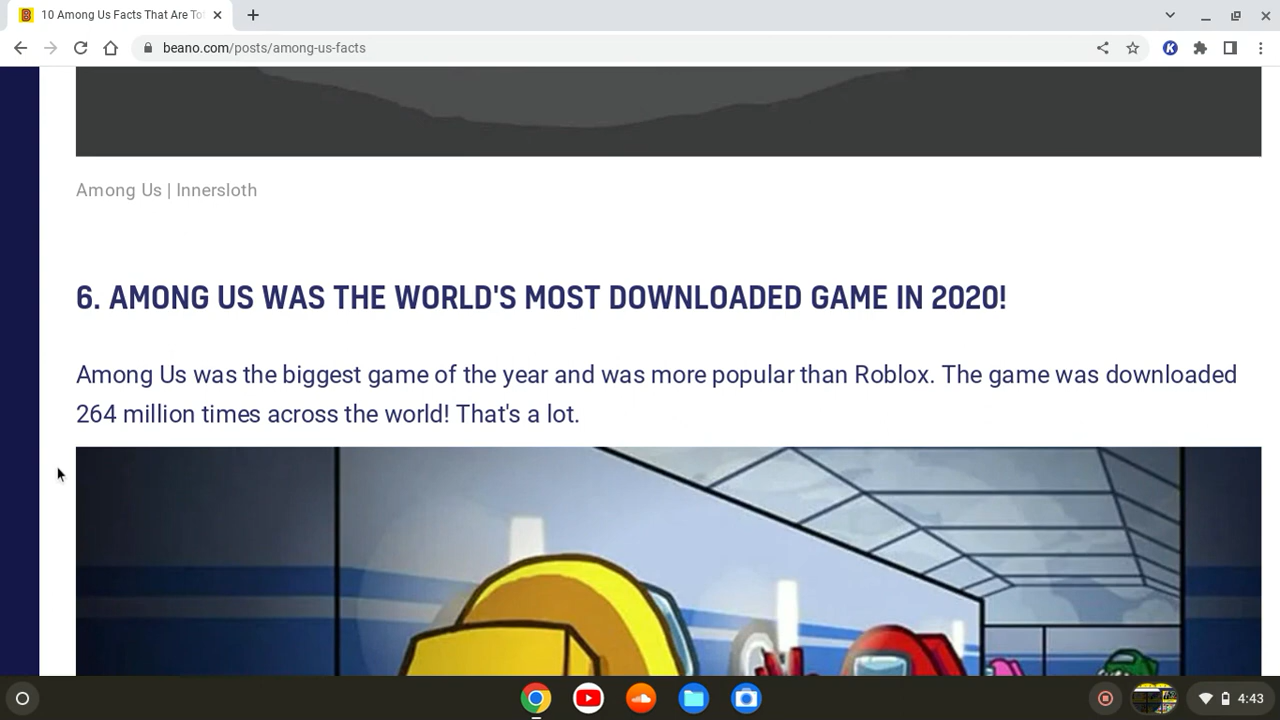 10 Among Us Facts That Are To
beano.com/posts/among-us-facts
Among Us | Innersloth
6. AMONG US WAS THE WORLD'S MOST DOWNLOADED GAME IN 2020!
Among Us was the biggest game of the year and was more popular than Roblox. The game was downloaded
264 million times across the world! That's a lot.
4:43